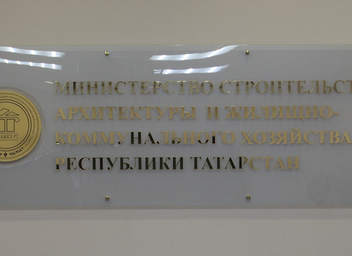 МИНИСТЕРСТВО СТРОИТЕЛЬСТ
АРХИТЕКТУРЫ И ЖИЛИЩНО-
КОММУНАЛЬНОГО ХОЗЯЙСТВА
РЕСПУБЛИКИ ТАТАРСТАН